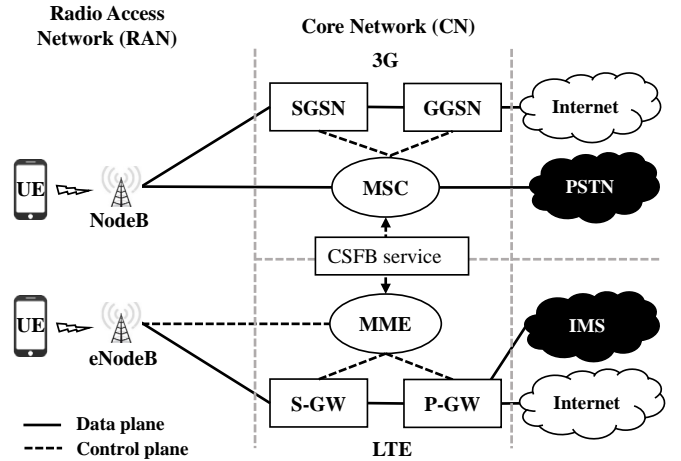 Radio Access
Network (RAN)
Core Network (CN)
3G
SGSN
GGSN
Internet
UE
NodeB
MSC
PSTN
CSFB service
UE
eNodeB
MME
IMS
S-GW
P-GW
Internet
Data plane
Control plane
LTE